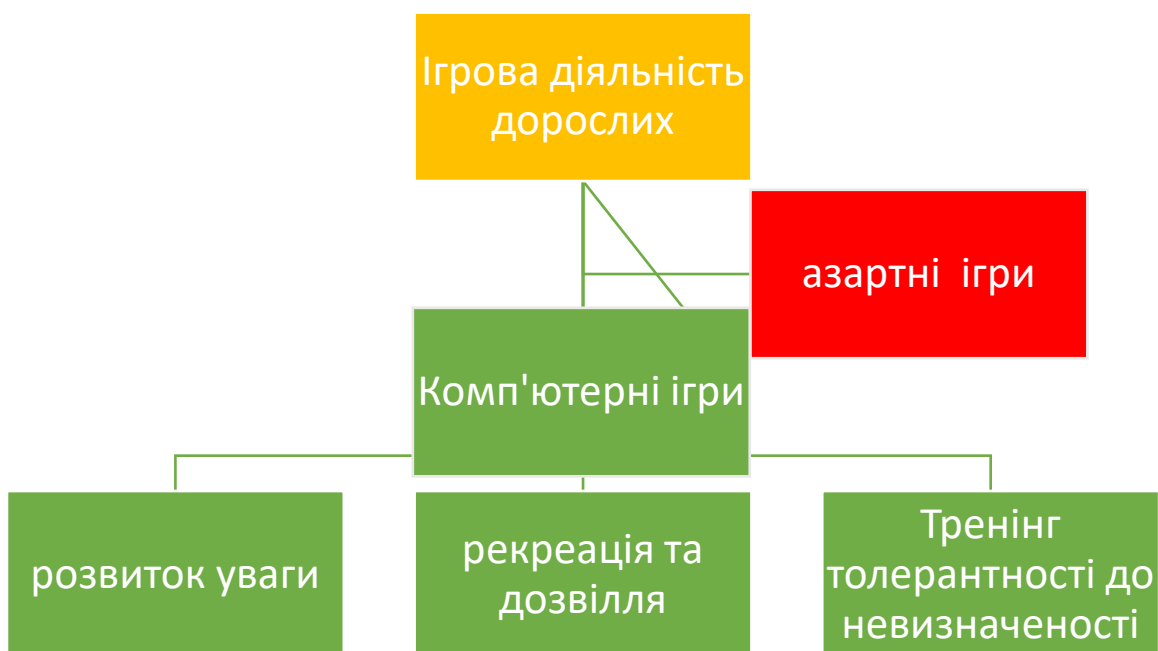 Ігрова діяльність
дорослих
азартні  ігри
Комп'ютерні ігри
розвиток уваги
рекреація та
дозвілля
Тренінг
толерантності до
невизначеності